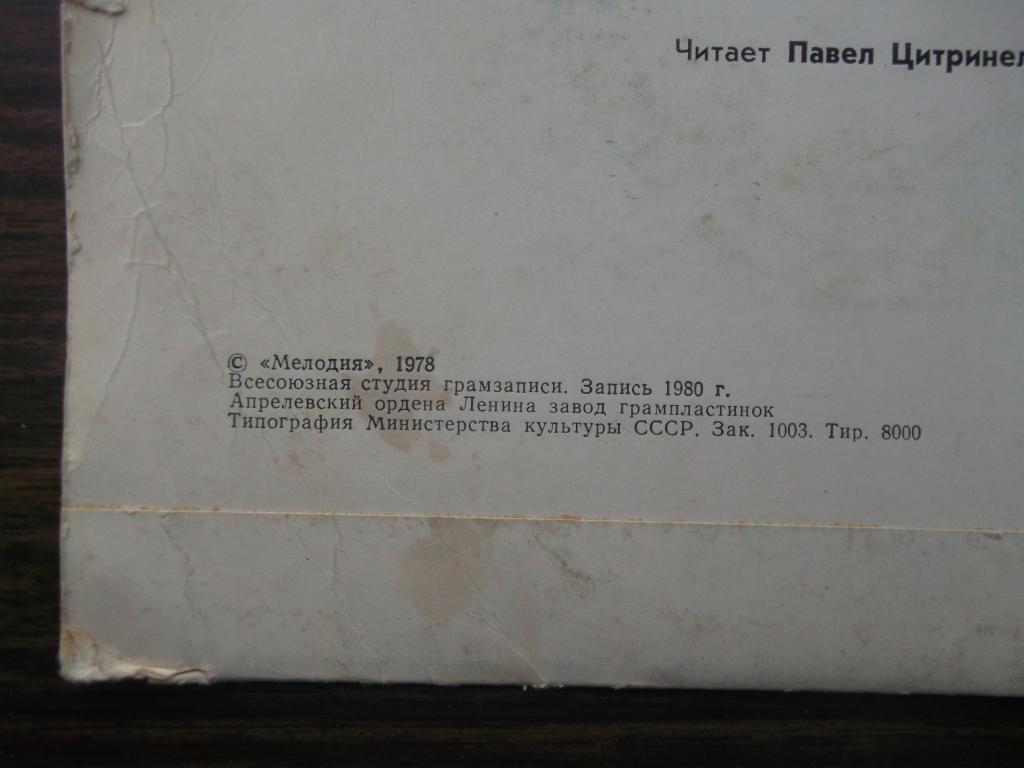 Читает Павел Цитринел
© «Мелодия», 1978
Всесоюзная студия грамзаписи. Запись 1980 г.
Апрелевский ордена Ленина завод грампластинок
Типография Министерства культуры СССР. Зак. 1003. Тир. 8000